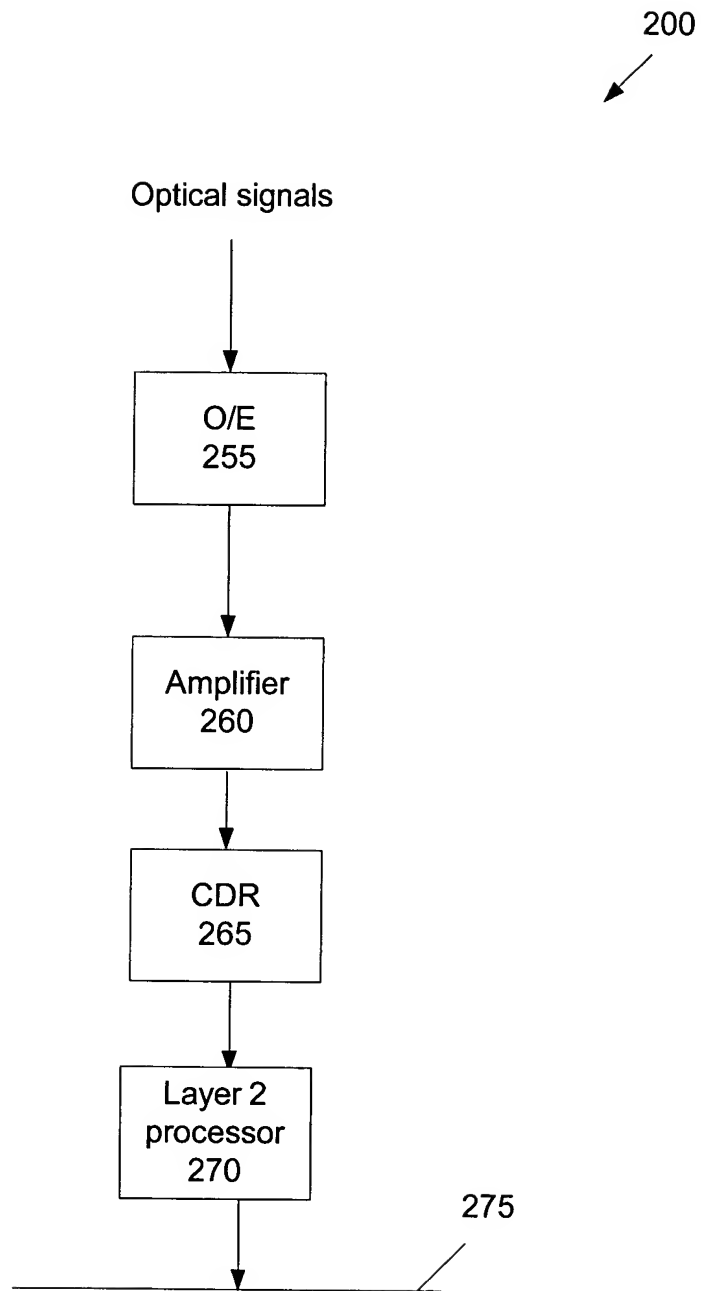 200
Optical signals
O/E
255
Amplifier
260
CDR
265
Layer 2
processor
270
275